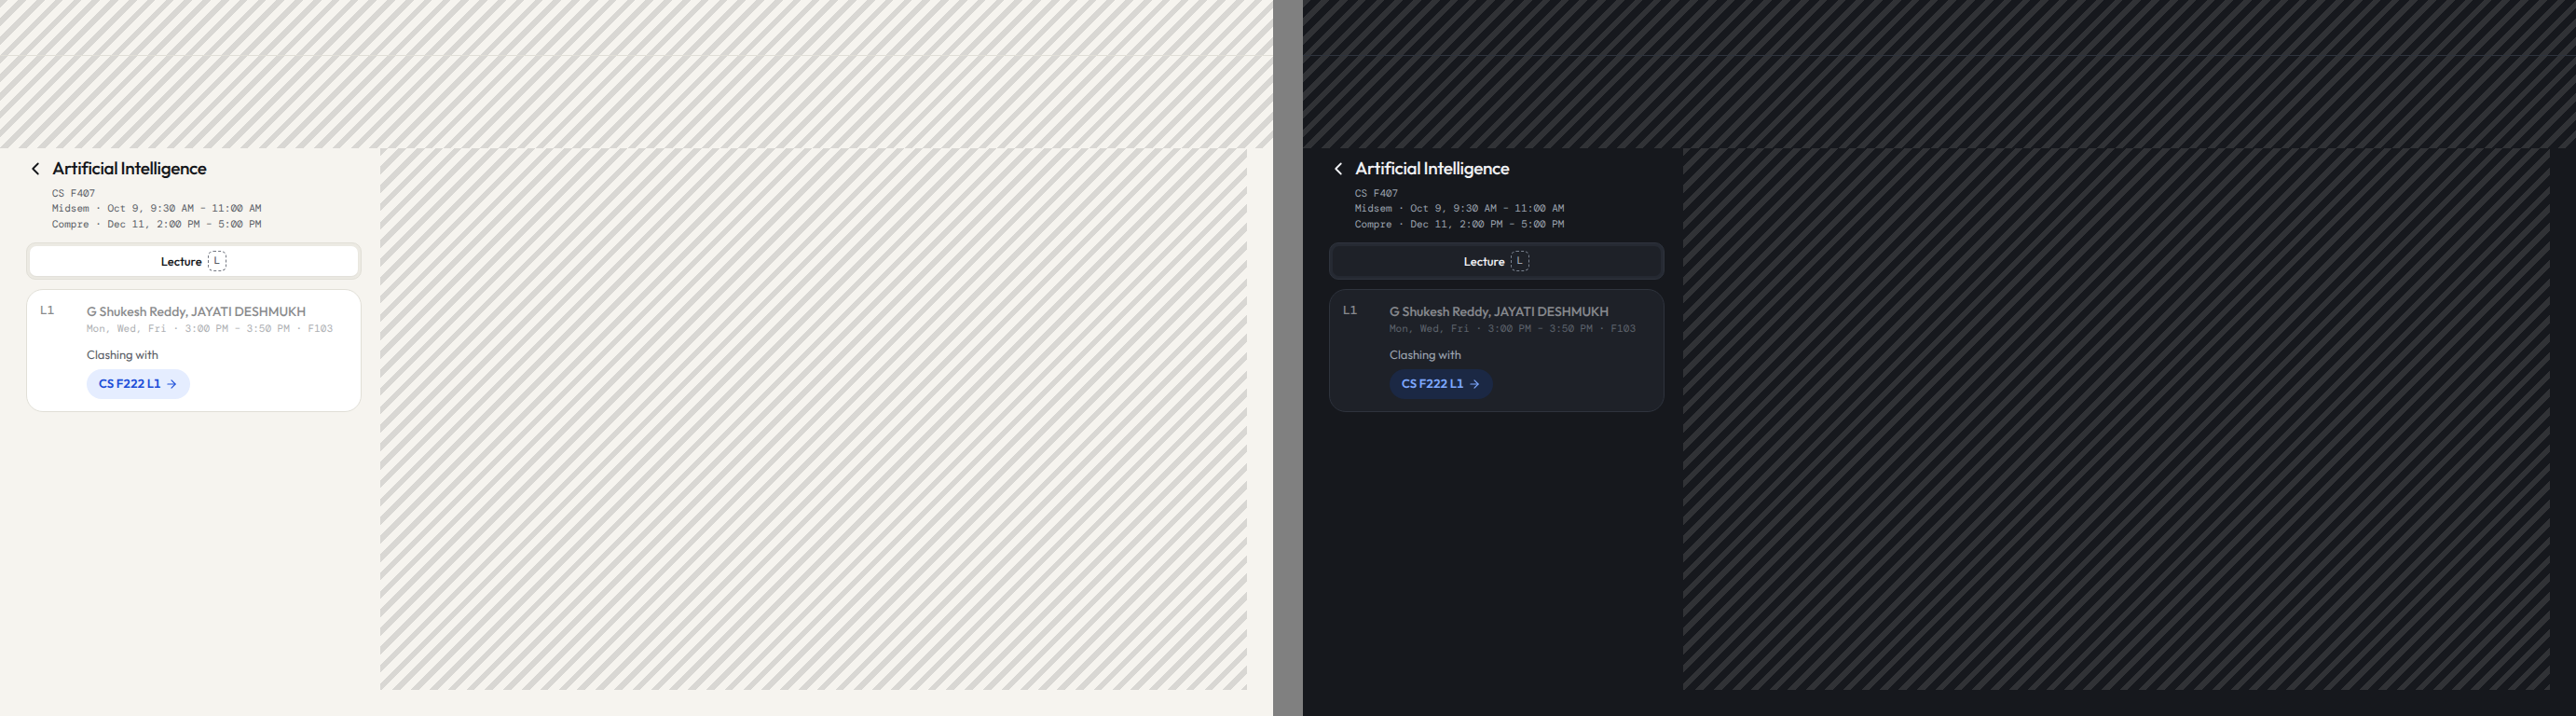 Artificial Intelligence
CS F407
Midsem · Oct 9, 9:30 AM – 11:00 AM
Compre · Dec 11, 2:00 PM – 5:00 PM
Lecture L
L1 G Shukesh Reddy, JAYATI DESHMUKH
Mon, Wed, Fri · 3:00 PM – 3:50 PM · F103
Clashing with
CS F222 L1 →
Artificial Intelligence
CS F407
Midsem · Oct 9, 9:30 AM – 11:00 AM
Compre · Dec 11, 2:00 PM – 5:00 PM
Lecture L
L1 G Shukesh Reddy, JAYATI DESHMUKH
Mon, Wed, Fri · 3:00 PM – 3:50 PM · F103
Clashing with
CS F222 L1 →